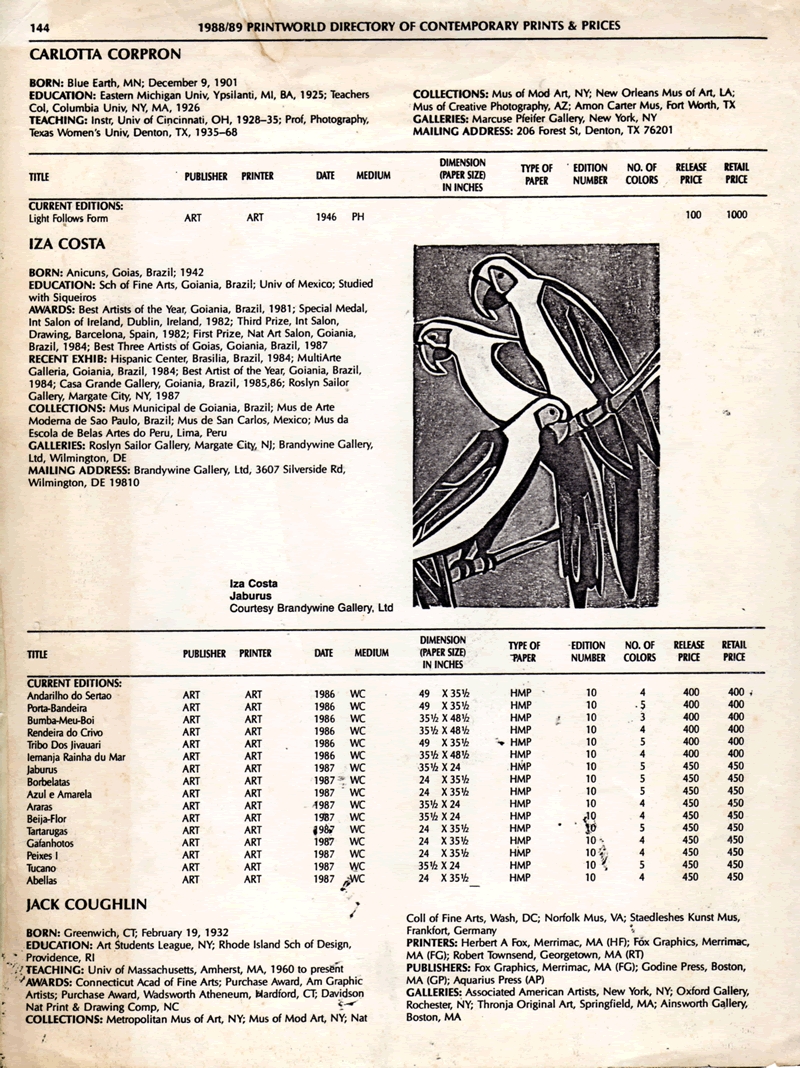 144
1988/89 PRINTWORLD DIRECTORY OF CONTEMPORARY PRINTS & PRICES
CARLOTTA CORPRON
BORN: Blue Earth, MN; December 9, 1901
EDUCATION: Eastern Michigan Univ, Ypsilanti, MI, BA, 1925; Teachers
Col, Columbia Univ, NY, MA, 1926
TEACHING: Instr, Univ of Cincinnati, OH, 1928–35; Prof, Photography,
Texas Women's Univ, Denton, TX, 1935–68
COLLECTIONS: Mus of Mod Art, NY; New Orleans Mus of Art, LA;
Mus of Creative Photography, AZ; Amon Carter Mus, Fort Worth, TX
GALLERIES: Marcuse Pfeifer Gallery, New York, NY
MAILING ADDRESS: 206 Forest St, Denton, TX 76201
TITLE PUBLISHER PRINTER DATE MEDIUM DIMENSION (PAPER SIZE) IN INCHES TYPE OF PAPER EDITION NUMBER NO. OF COLORS RELEASE PRICE RETAIL PRICE
CURRENT EDITIONS:
Light Follows Form ART ART 1946 PH 100 1000
IZA COSTA
BORN: Anicuns, Goias, Brazil; 1942
EDUCATION: Sch of Fine Arts, Goiania, Brazil; Univ of Mexico; Studied
with Siqueiros
AWARDS: Best Artists of the Year, Goiania, Brazil, 1981; Special Medal,
Int Salon of Ireland, Dublin, Ireland, 1982; Third Prize, Int Salon,
Drawing, Barcelona, Spain, 1982; First Prize, Nat Art Salon, Goiania,
Brazil, 1984; Best Three Artists of Goias, Goiania, Brazil, 1987
RECENT EXHIB: Hispanic Center, Brasilia, Brazil, 1984; MultiArte
Galleria, Goiania, Brazil, 1984; Best Artist of the Year, Goiania, Brazil,
1984; Casa Grande Gallery, Goiania, Brazil, 1985,86; Roslyn Sailor
Gallery, Margate City, NY, 1987
COLLECTIONS: Mus Municipal de Goiania, Brazil; Mus de Arte
Moderna de Sao Paulo, Brazil; Mus de San Carlos, Mexico; Mus da
Escola de Belas Artes do Peru, Lima, Peru
GALLERIES: Roslyn Sailor Gallery, Margate City, NJ; Brandywine Gallery,
Ltd, Wilmington, DE
MAILING ADDRESS: Brandywine Gallery, Ltd, 3607 Silverside Rd,
Wilmington, DE 19810
Iza Costa
Jaburus
Courtesy Brandywine Gallery, Ltd
TITLE PUBLISHER PRINTER DATE MEDIUM DIMENSION (PAPER SIZE) IN INCHES TYPE OF PAPER EDITION NUMBER NO. OF COLORS RELEASE PRICE RETAIL PRICE
CURRENT EDITIONS:
Andarilho do Sertao ART ART 1986 WC 49 X 35½ HMP 10 4 400 400
Porta-Bandeira ART ART 1986 WC 49 X 35½ HMP 10 5 400 400
Bumba-Meu-Boi ART ART 1986 WC 35½ X 48½ HMP 10 3 400 400
Rendeira do Crivo ART ART 1986 WC 35½ X 48½ HMP 10 4 400 400
Tribo Dos Jivauari ART ART 1986 WC 49 X 35½ HMP 10 5 400 400
Iemanja Rainha du Mar ART ART 1986 WC 35½ X 48½ HMP 10 4 400 400
Jaburus ART ART 1987 WC 35½ X 24 HMP 10 5 450 450
Borbelatas ART ART 1987 WC 24 X 35½ HMP 10 5 450 450
Azul e Amarela ART ART 1987 WC 24 X 35½ HMP 10 5 450 450
Araras ART ART 1987 WC 35½ X 24 HMP 10 4 450 450
Beija-Flor ART ART 1987 WC 35½ X 24 HMP 10 4 450 450
Tartarugas ART ART 1987 WC 24 X 35½ HMP 10 5 450 450
Gafanhotos ART ART 1987 WC 24 X 35½ HMP 10 4 450 450
Peixes I ART ART 1987 WC 24 X 35½ HMP 10 4 450 450
Tucano ART ART 1987 WC 35½ X 24 HMP 10 5 450 450
Abellas ART ART 1987 WC 24 X 35½ HMP 10 4 450 450
JACK COUGHLIN
BORN: Greenwich, CT; February 19, 1932
EDUCATION: Art Students League, NY; Rhode Island Sch of Design,
Providence, RI
TEACHING: Univ of Massachusetts, Amherst, MA, 1960 to present
AWARDS: Connecticut Acad of Fine Arts; Purchase Award, Am Graphic
Artists; Purchase Award, Wadsworth Atheneum, Hardford, CT; Davidson
Nat Print & Drawing Comp, NC
COLLECTIONS: Metropolitan Mus of Art, NY; Mus of Mod Art, NY; Nat
Coll of Fine Arts, Wash, DC; Norfolk Mus, VA; Staedleshes Kunst Mus,
Frankfort, Germany
PRINTERS: Herbert A Fox, Merrimac, MA (HF); Fox Graphics, Merrimac,
MA (FG); Robert Townsend, Georgetown, MA (RT)
PUBLISHERS: Fox Graphics, Merrimac, MA (FG); Godine Press, Boston,
MA (GP); Aquarius Press (AP)
GALLERIES: Associated American Artists, New York, NY; Oxford Gallery,
Rochester, NY; Thronja Original Art, Springfield, MA; Ainsworth Gallery,
Boston, MA